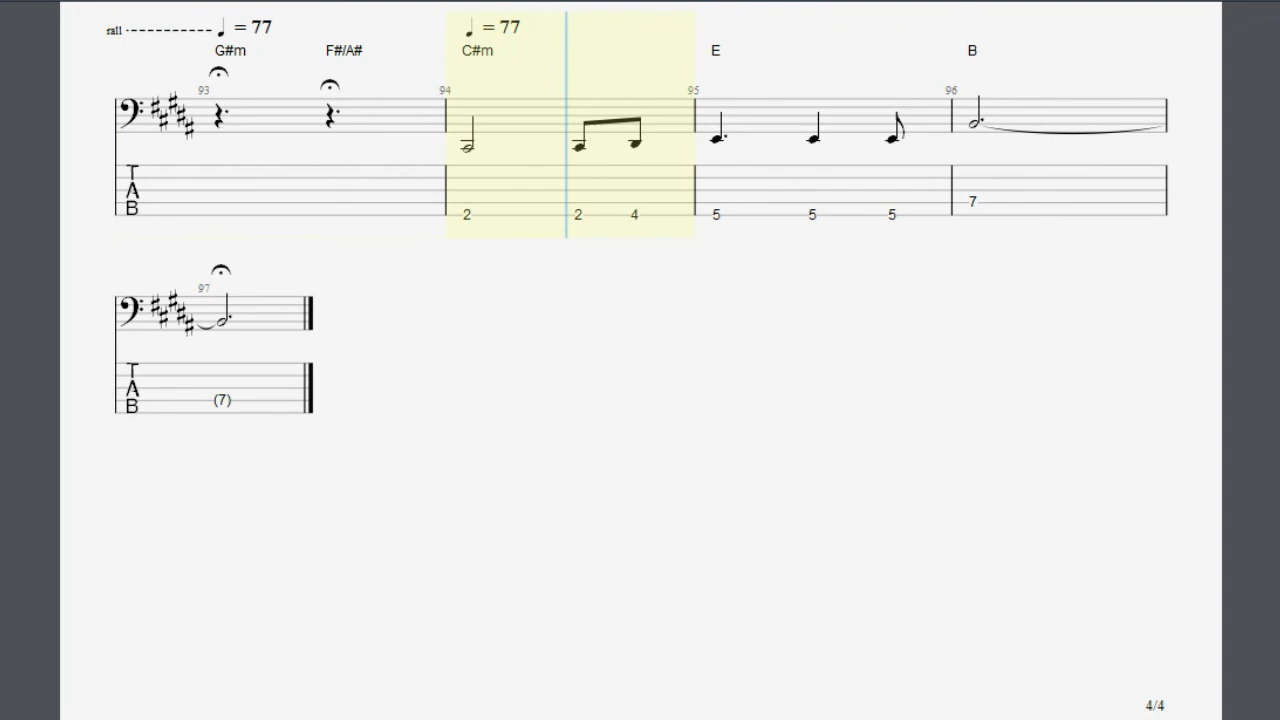 rall ♩ = 77 ♩ = 77
G#m F#/A# C#m E B
93 94 95 96
T
A
B
7
2 2 4 5 5 5
97
T
A
B
(7)
4/4